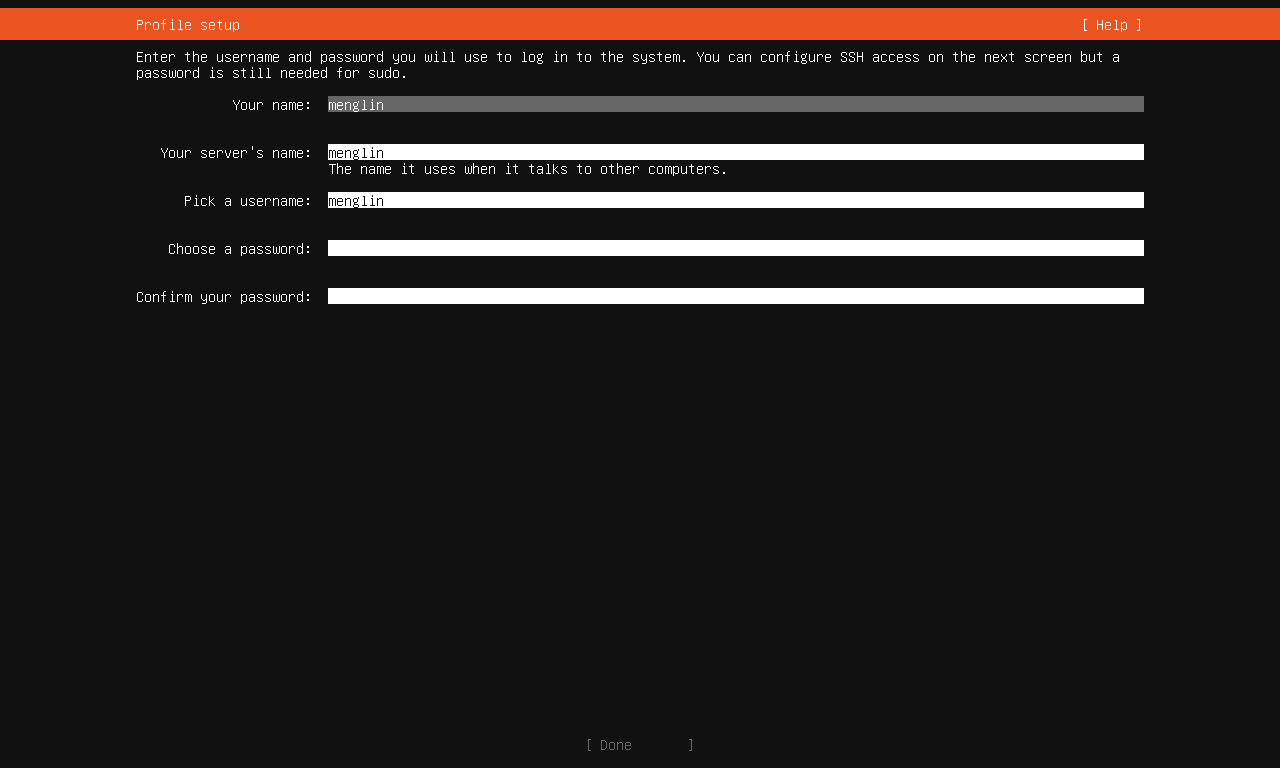 Profile setup [ Help ]
Enter the username and password you will use to log in to the system. You can configure SSH access on the next screen but a
password is still needed for sudo.
Your name: menglin
Your server's name: menglin
The name it uses when it talks to other computers.
Pick a username: menglin
Choose a password:
Confirm your password:
[ Done ]